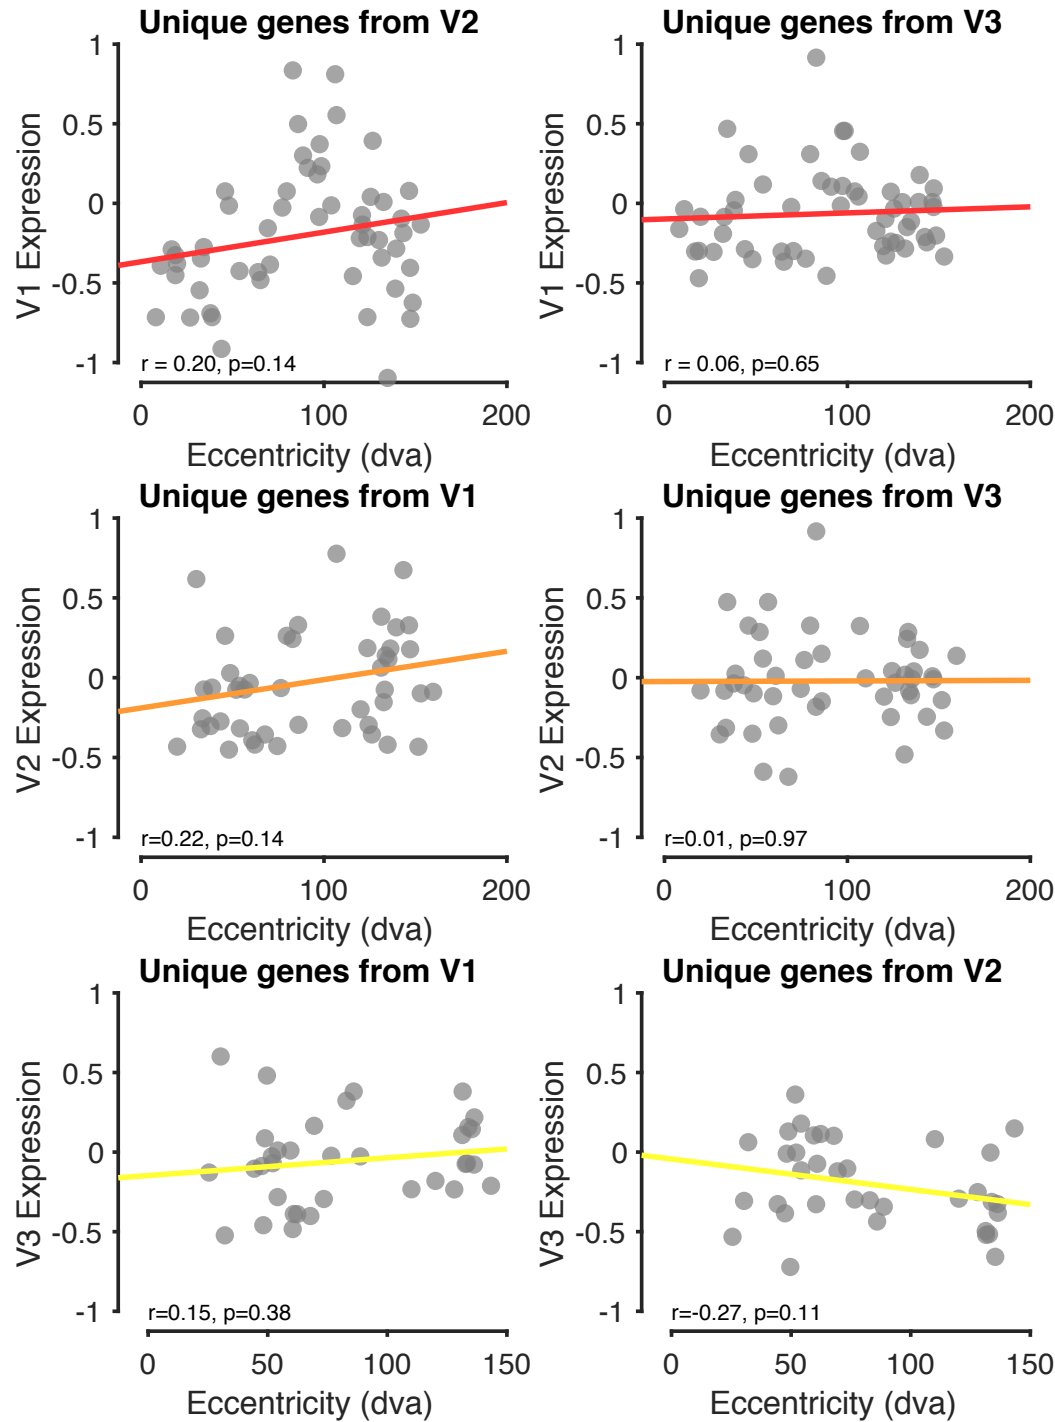 Unique genes from V2
1
0.5
0
-0.5
-1
V1 Expression
r = 0.20, p=0.14
0 100 200
Eccentricity (dva)
Unique genes from V3
1
0.5
0
-0.5
-1
V1 Expression
r = 0.06, p=0.65
0 100 200
Eccentricity (dva)
Unique genes from V1
1
0.5
0
-0.5
-1
V2 Expression
r=0.22, p=0.14
0 100 200
Eccentricity (dva)
Unique genes from V3
1
0.5
0
-0.5
-1
V2 Expression
r=0.01, p=0.97
0 100 200
Eccentricity (dva)
Unique genes from V1
1
0.5
0
-0.5
-1
V3 Expression
r=0.15, p=0.38
0 50 100 150
Eccentricity (dva)
Unique genes from V2
1
0.5
0
-0.5
-1
V3 Expression
r=-0.27, p=0.11
0 50 100 150
Eccentricity (dva)